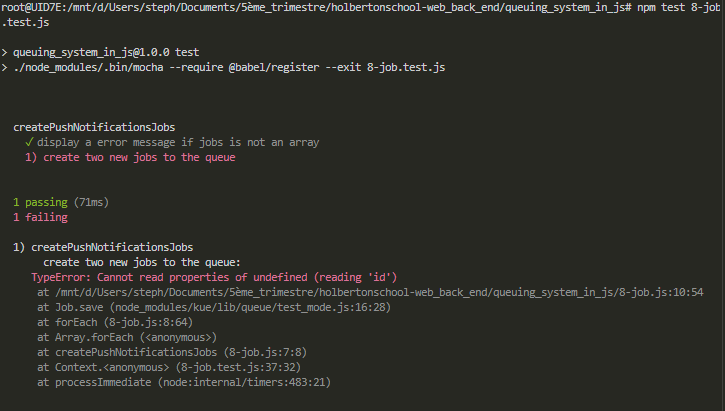 root@UID7E:/mnt/d/Users/steph/Documents/5ème_trimestre/holbertonschool-web_back_end/queuing_system_in_js# npm test 8-job
.test.js
> queuing_system_in_js@1.0.0 test
> ./node_modules/.bin/mocha --require @babel/register --exit 8-job.test.js
createPushNotificationsJobs
✓ display a error message if jobs is not an array
1) create two new jobs to the queue
1 passing (71ms)
1 failing
1) createPushNotificationsJobs
create two new jobs to the queue:
TypeError: Cannot read properties of undefined (reading 'id')
at /mnt/d/Users/steph/Documents/5ème_trimestre/holbertonschool-web_back_end/queuing_system_in_js/8-job.js:10:54
at Job.save (node_modules/kue/lib/queue/test_mode.js:16:28)
at forEach (8-job.js:8:64)
at Array.forEach (<anonymous>)
at createPushNotificationsJobs (8-job.js:7:8)
at Context.<anonymous> (8-job.test.js:37:32)
at processImmediate (node:internal/timers:483:21)